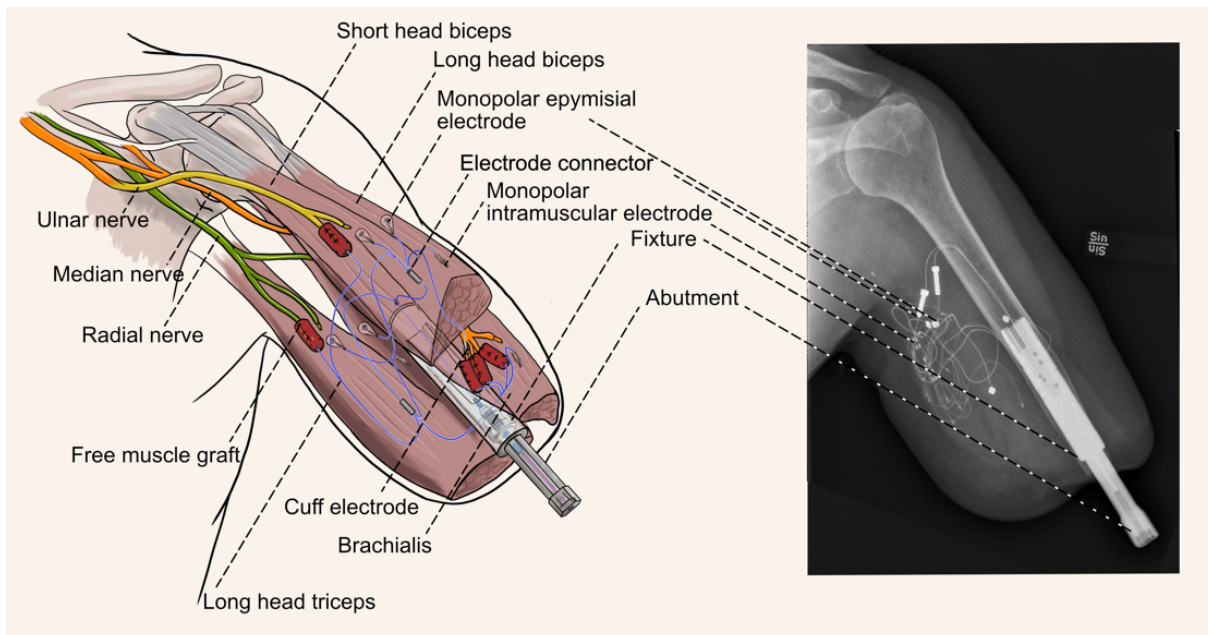 Short head biceps
Long head biceps
Monopolar epymisial
electrode
Electrode connector
Monopolar
intramuscular electrode
Fixture
Abutment
Ulnar nerve
Median nerve
Radial nerve
Free muscle graft
Cuff electrode
Brachialis
Long head triceps
Sin
Sin